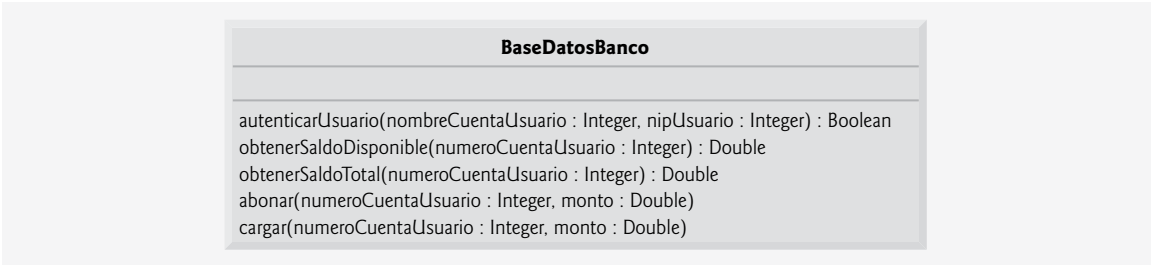 BaseDatosBanco
autenticarUsuario(nombreCuentaUsuario : Integer, nipUsuario : Integer) : Boolean
obtenerSaldoDisponible(numeroCuentaUsuario : Integer) : Double
obtenerSaldoTotal(numeroCuentaUsuario : Integer) : Double
abonar(numeroCuentaUsuario : Integer, monto : Double)
cargar(numeroCuentaUsuario : Integer, monto : Double)